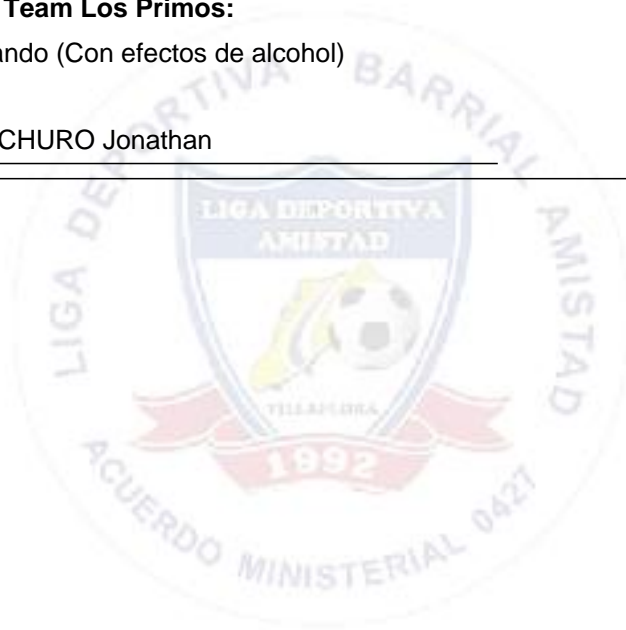 Team Los Primos:
ando (Con efectos de alcohol)
CHURO Jonathan
LIGA DEPORTIVA BARRIAL AMISTAD
LIGA DEPORTIVA
AMISTAD
VILLAFLORA
1992
ACUERDO MINISTERIAL 0427